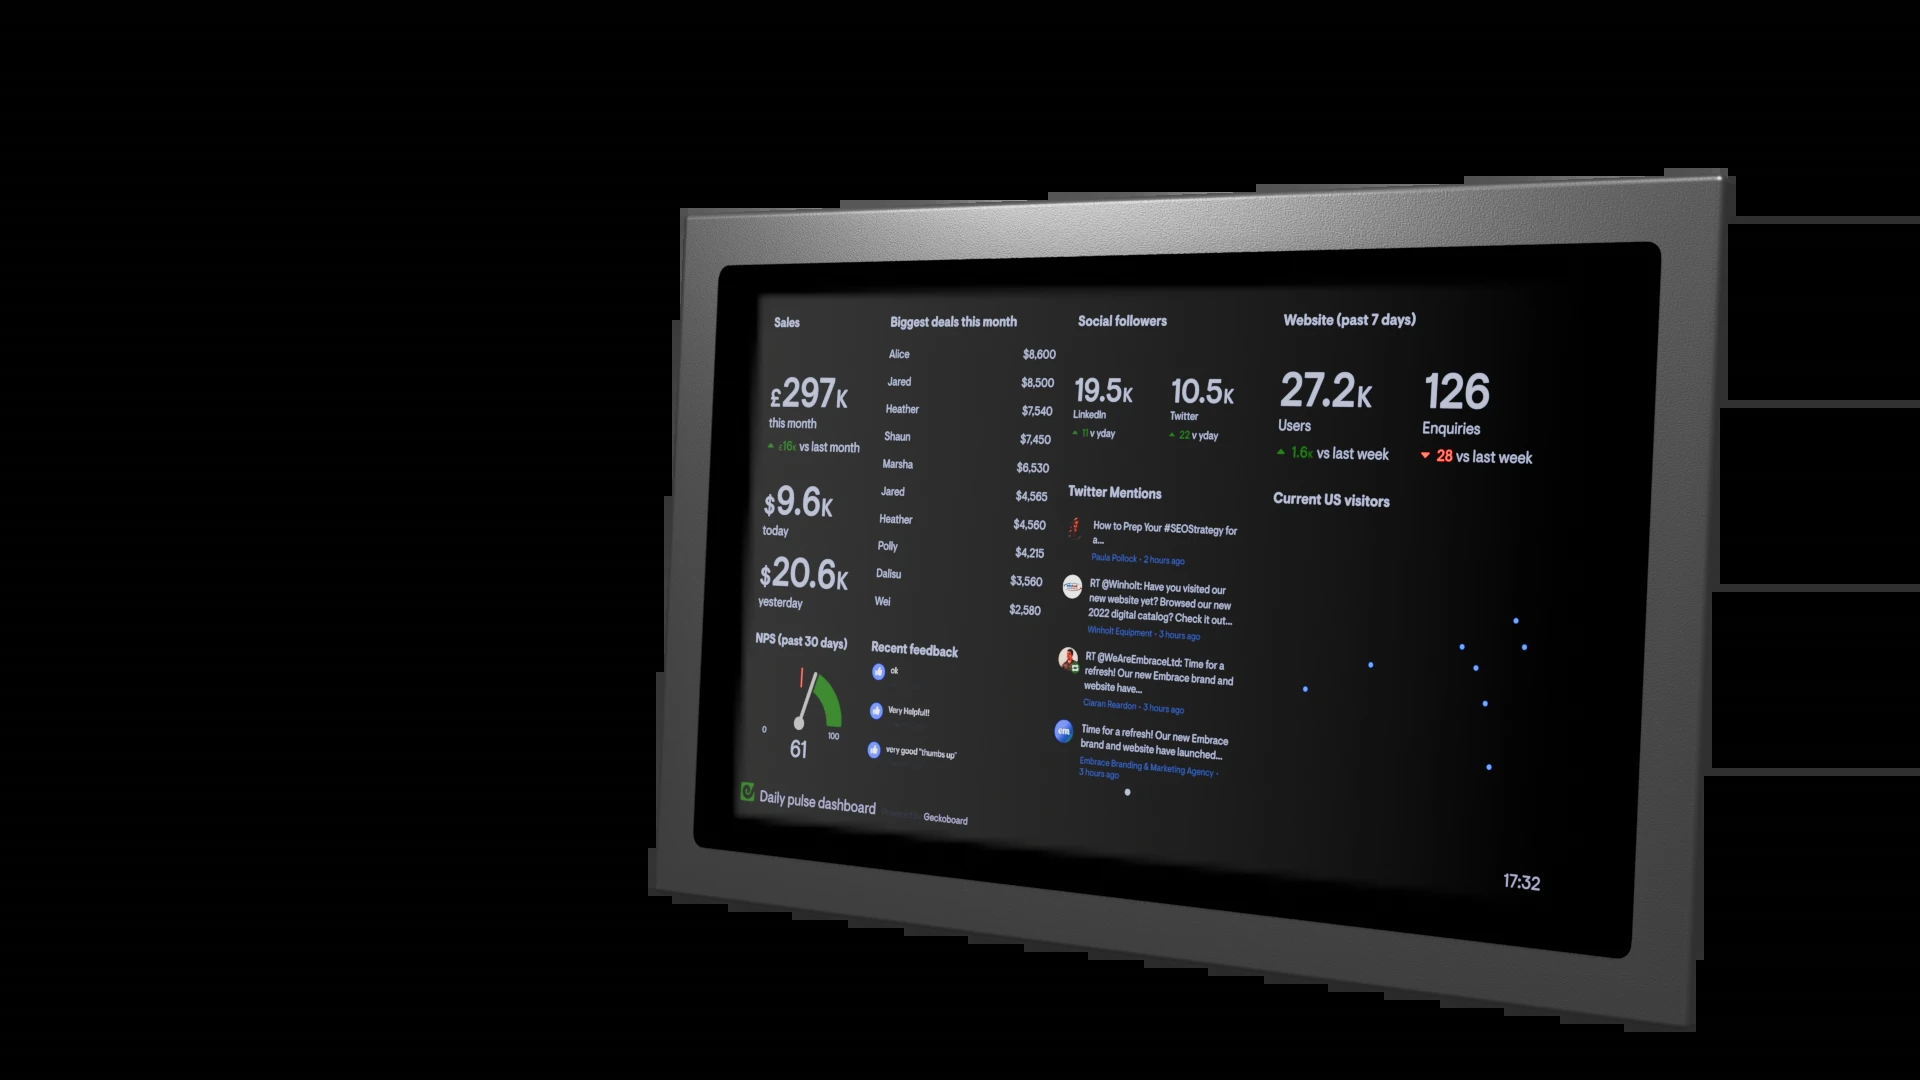 Sales
£297K
this month
£16K vs last month
$9.6K
today
$20.6K
yesterday
NPS (past 30 days)
0
100
61
Biggest deals this month
Alice $8,600
Jared $8,500
Heather $7,540
Shaun $7,450
Marsha $6,530
Jared $4,565
Heather $4,560
Polly $4,215
Dalisu $3,560
Wei $2,580
Recent feedback
ok
Very Helpful!!
very good "thumbs up"
Social followers
19.5K
LinkedIn
11 v yday
10.5K
Twitter
22 v yday
Twitter Mentions
How to Prep Your #SEOStrategy for
a...
Paula Pollock - 2 hours ago
RT @Winholt: Have you visited our
new website yet? Browsed our new
2022 digital catalog? Check it out...
Winholt Equipment - 3 hours ago
RT @WeAreEmbraceLtd: Time for a
refresh! Our new Embrace brand and
website have...
Ciaran Reardon - 3 hours ago
em
Time for a refresh! Our new Embrace
brand and website have launched...
Embrace Branding & Marketing Agency -
3 hours ago
Website (past 7 days)
27.2K
Users
1.6K vs last week
126
Enquiries
28 vs last week
Current US visitors
Daily pulse dashboard
Powered by Geckoboard
17:32